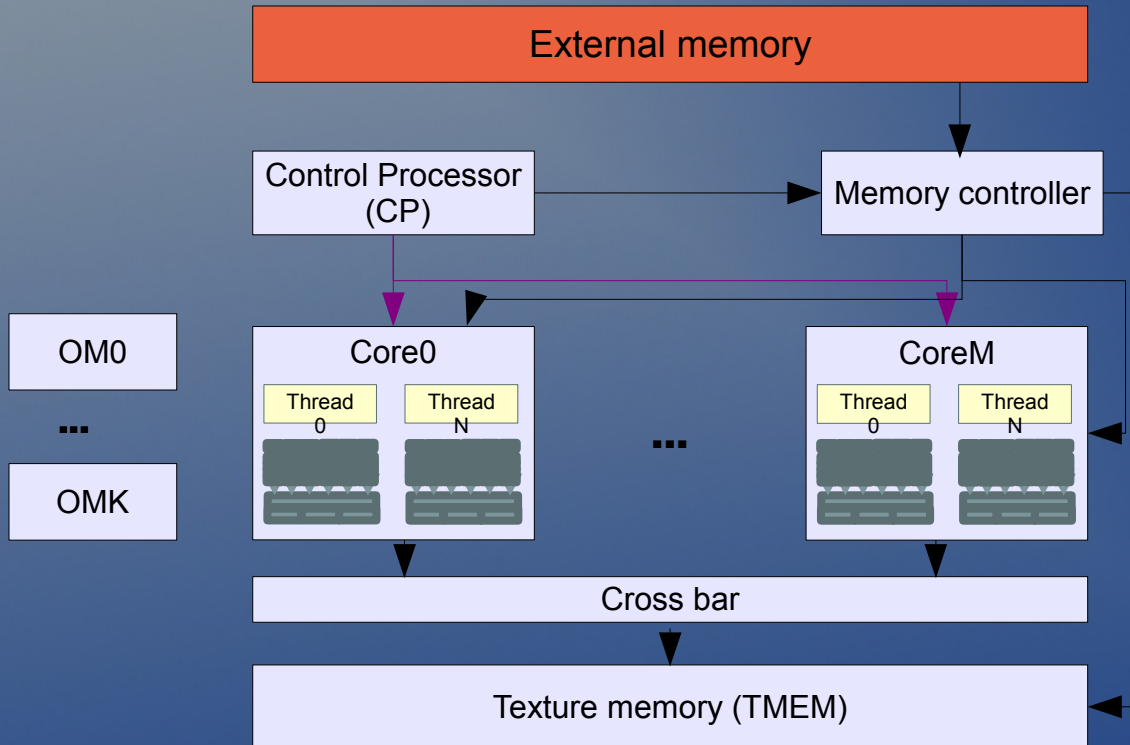 External memory
Control Processor
(CP)
Memory controller
OM0
...
OMK
Core0
Thread
0
Thread
N
...
CoreM
Thread
0
Thread
N
Cross bar
Texture memory (TMEM)